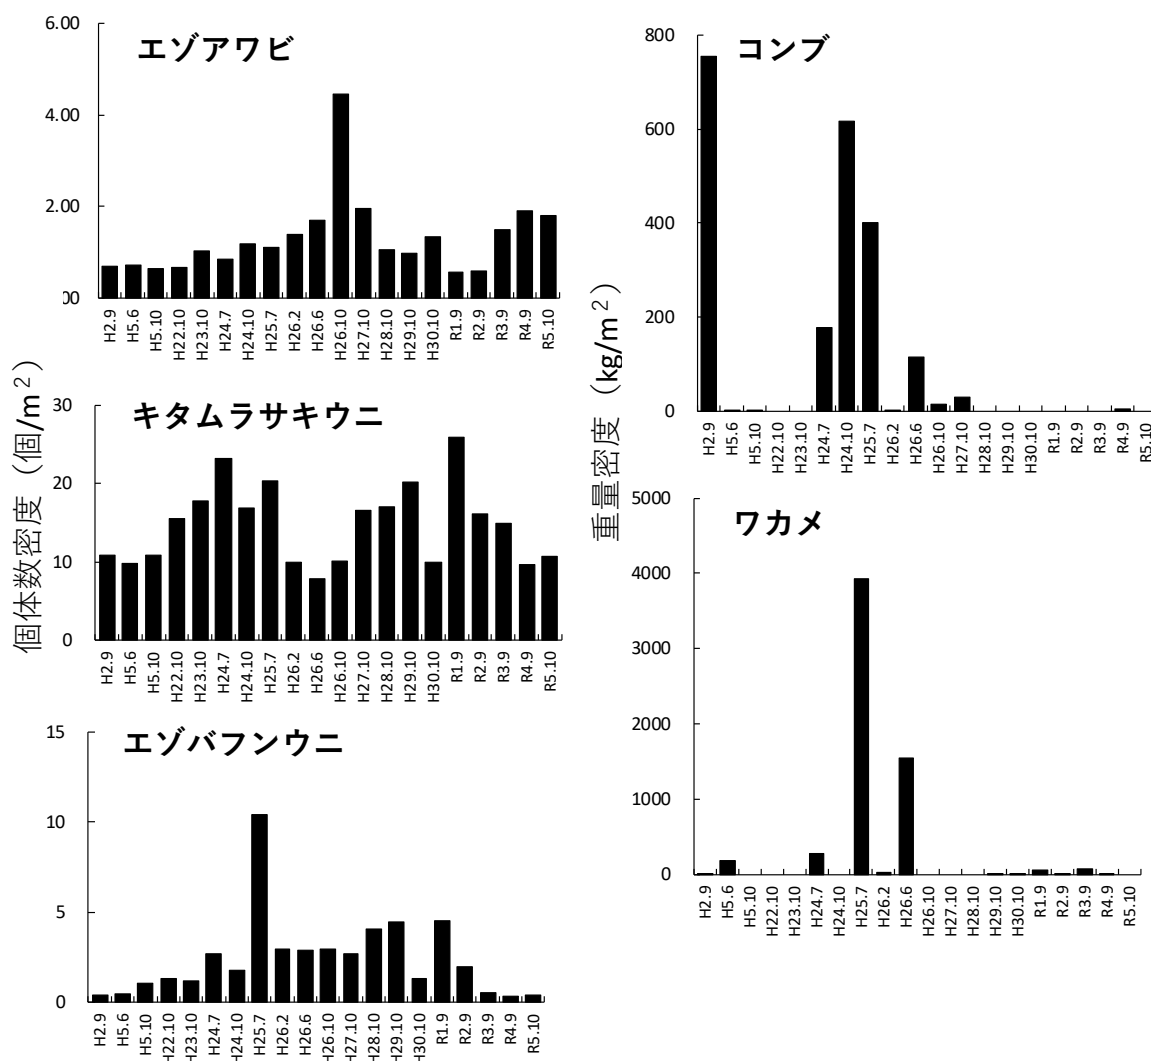 個体数密度（個/m²）
エゾアワビ
6.00
4.00
2.00
00
H2.9 H5.6 H5.10 H22.10 H23.10 H24.7 H24.10 H25.7 H26.2 H26.6 H26.10 H27.10 H28.10 H29.10 H30.10 R1.9 R2.9 R3.9 R4.9 R5.10
キタムラサキウニ
30
20
10
0
H2.9 H5.6 H5.10 H22.10 H23.10 H24.7 H24.10 H25.7 H26.2 H26.6 H26.10 H27.10 H28.10 H29.10 H30.10 R1.9 R2.9 R3.9 R4.9 R5.10
エゾバフンウニ
15
10
5
0
H2.9 H5.6 H5.10 H22.10 H23.10 H24.7 H24.10 H25.7 H26.2 H26.6 H26.10 H27.10 H28.10 H29.10 H30.10 R1.9 R2.9 R3.9 R4.9 R5.10
重量密度（kg/m²）
コンブ
800
600
400
200
0
H2.9 H5.6 H5.10 H22.10 H23.10 H24.7 H24.10 H25.7 H26.2 H26.6 H26.10 H27.10 H28.10 H29.10 H30.10 R1.9 R2.9 R3.9 R4.9 R5.10
ワカメ
5000
4000
3000
2000
1000
0
H2.9 H5.6 H5.10 H22.10 H23.10 H24.7 H24.10 H25.7 H26.2 H26.6 H26.10 H27.10 H28.10 H29.10 H30.10 R1.9 R2.9 R3.9 R4.9 R5.10